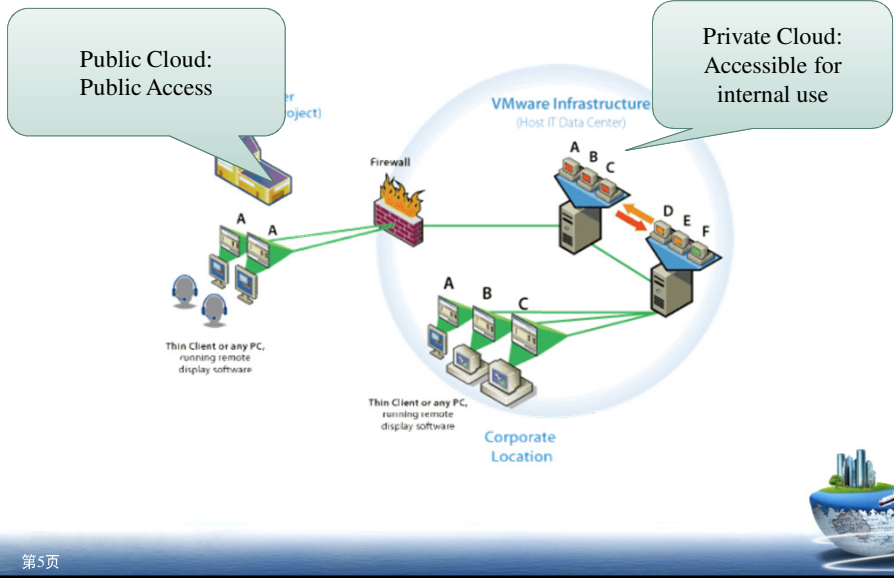 Public Cloud:
Public Access
Private Cloud:
Accessible for
internal use
oject)
VMware Infrastructure
(Host IT Data Center)
Firewall
A
B
C
D
E
F
A
A
A
B
C
Thin Client or any PC,
running remote
display software
Thin Client or any PC,
running remote
display software
Corporate
Location
第5页